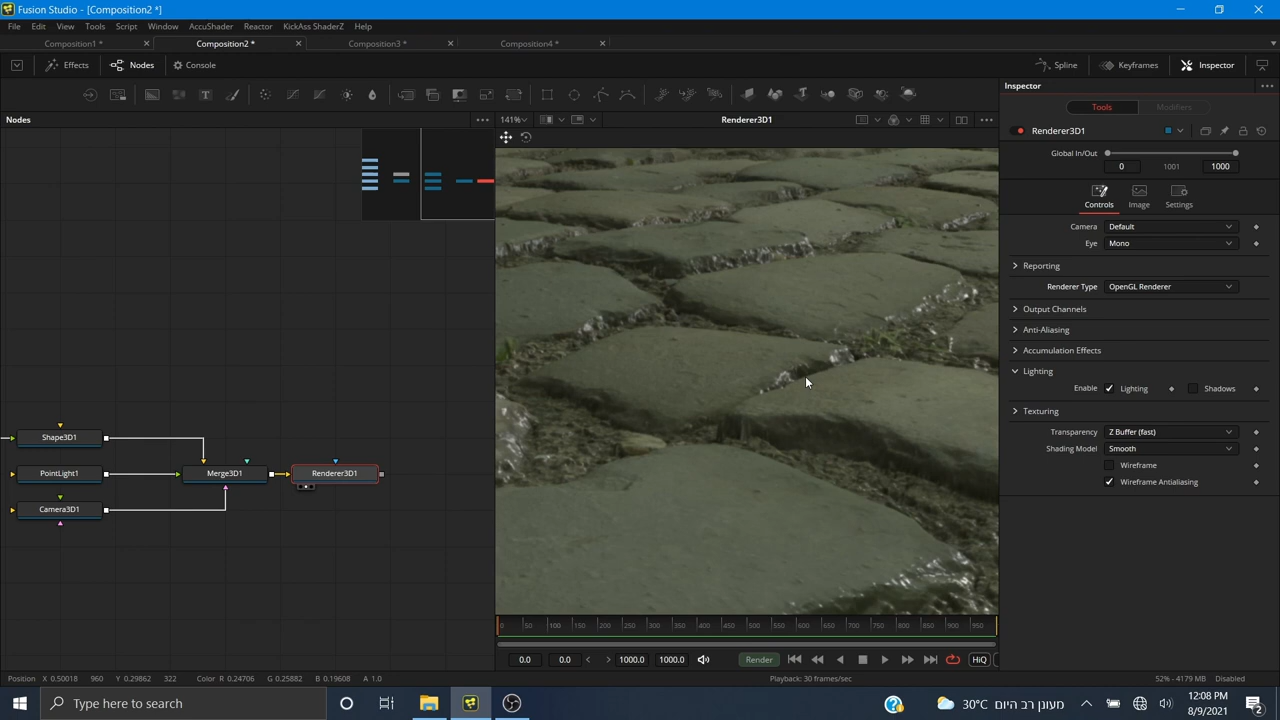 Fusion Studio - [Composition2 *]
File Edit View Tools Script Window AccuShader Reactor KickAss ShaderZ Help
Composition1 * Composition2 * Composition3 * Composition4 *
Effects Nodes Console Spline Keyframes Inspector
Inspector
Tools Modifiers
Nodes
141%
Renderer3D1
Renderer3D1
Global In/Out
0 1001 1000
Controls Image Settings
Camera Default
Eye Mono
Reporting
Renderer Type OpenGL Renderer
Output Channels
Anti-Aliasing
Accumulation Effects
Lighting
Enable Lighting Shadows
Texturing
Transparency Z Buffer (fast)
Shading Model Smooth
Wireframe
Wireframe Antialiasing
Shape3D1
PointLight1 Merge3D1 Renderer3D1
Camera3D1
0 50 100 150 200 250 300 350 400 450 500 550 600 650 700 750 800 850 900 950
0.0 0.0 1000.0 1000.0 Render HiQ
Position X 0.50018 960 Y 0.29862 322 Color R 0.24706 G 0.25882 B 0.19608 A 1.0 Playback: 30 frames/sec 52% - 4179 MB Disabled
Type here to search
30°C מעונן רב היום
12:08 PM
8/9/2021
2